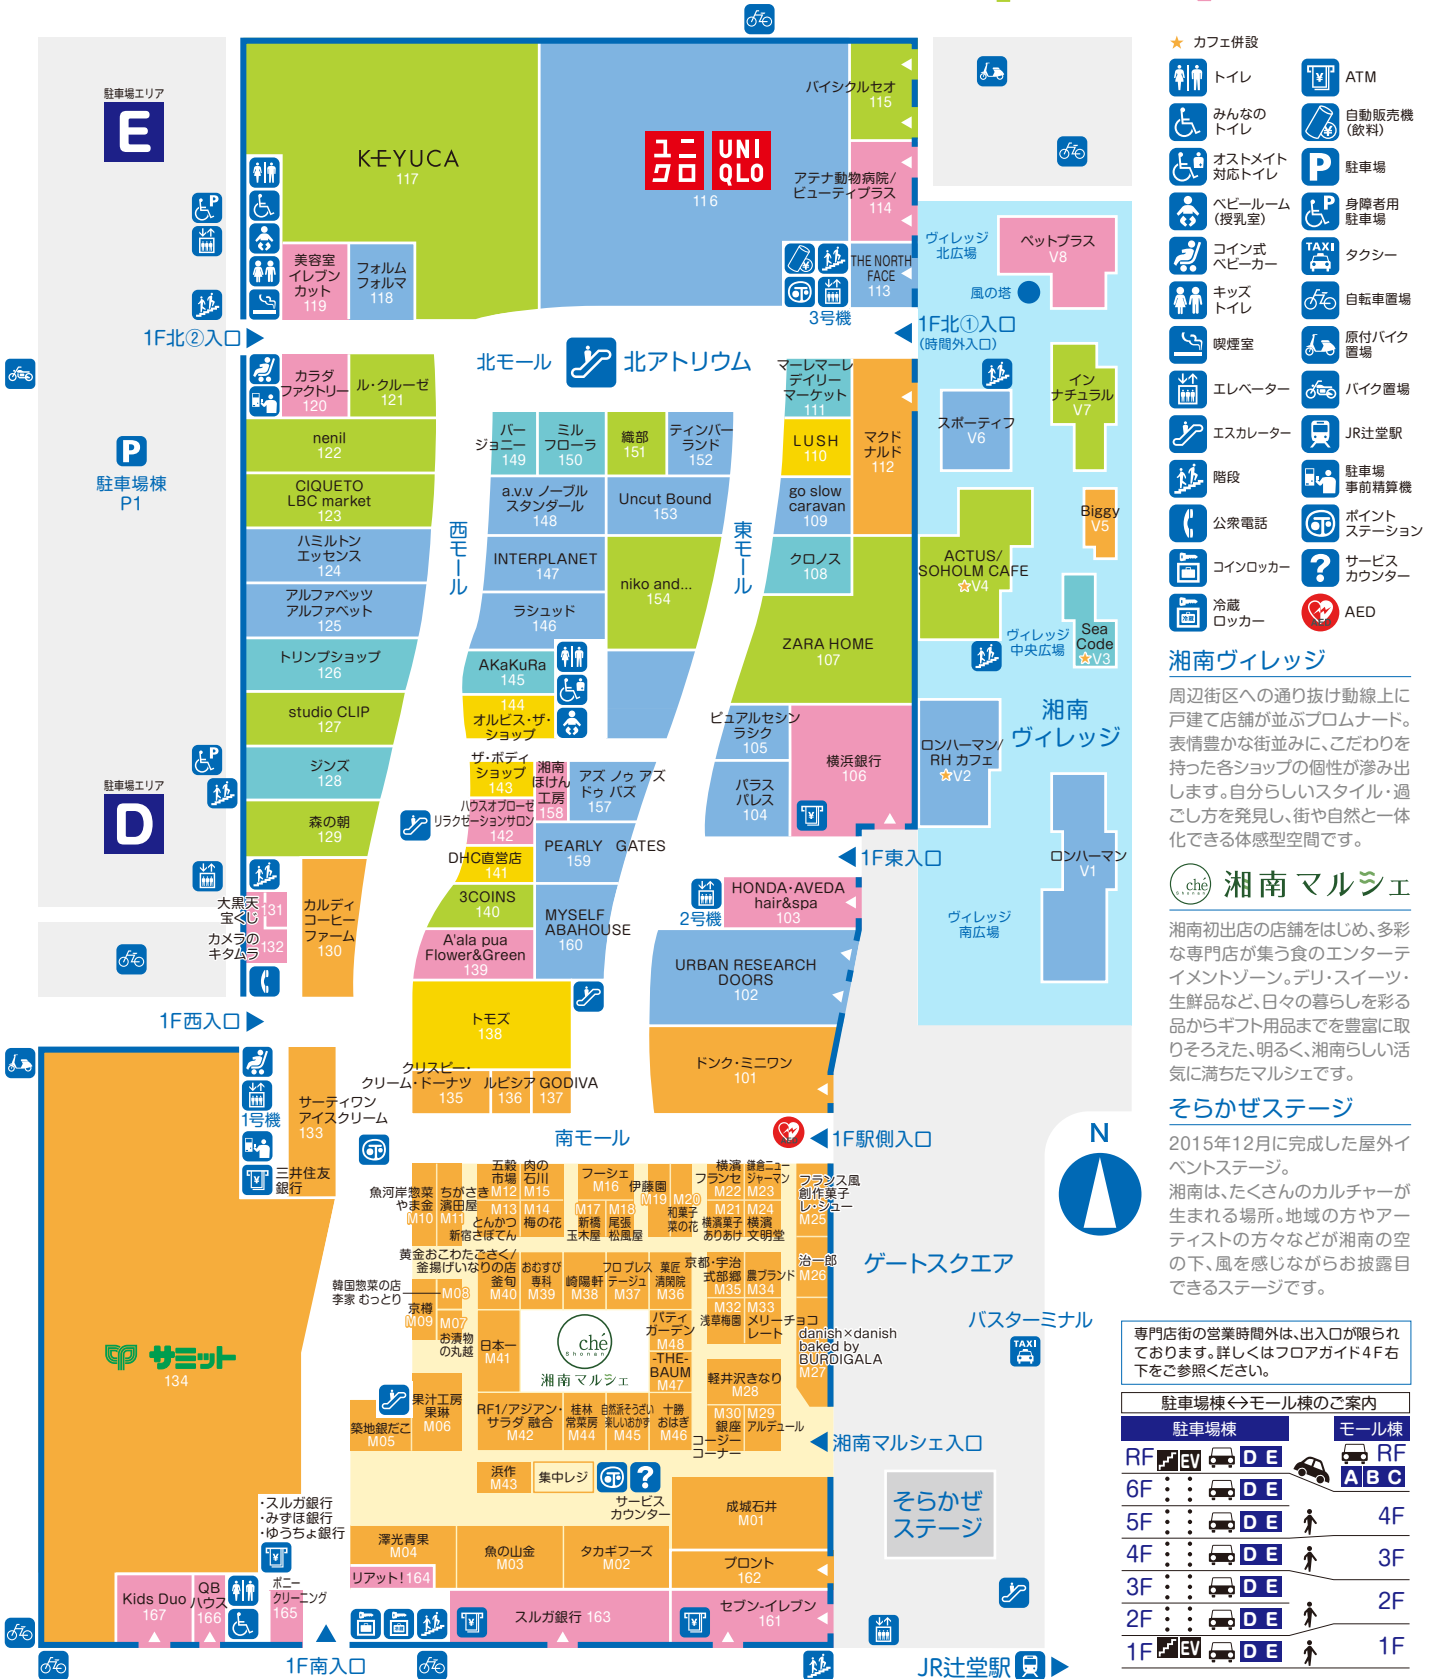 駐車場エリア
E
KEYUCA
117
ユニ
クロ
UNI
QLO
116
バイシクルセオ
115
アテナ動物病院/
ビューティプラス
114
THE NORTH
FACE
113
3号機
美容室
イレブン
カット
119
フォルム
フォルマ
118
1F北②入口
1F北①入口
(時間外入口)
北モール
北アトリウム
ヴィレッジ
北広場
ペットプラス
V8
風の塔
カラダ
ファクトリー
120
ル・クルーゼ
121
nenil
122
CIQUETO
LBC market
123
ハミルトン
エッセンス
124
アルファベッツ
アルファベット
125
トリンプショップ
126
studio CLIP
127
ジンズ
128
森の朝
129
P
駐車場棟
P1
駐車場エリア
D
西モール
バー
ジョニー
149
ミル
フローラ
150
織部
151
ティンバー
ランド
152
a.v.v ノーブル
スタンダール
148
Uncut Bound
153
INTERPLANET
147
niko and...
154
ラシュッド
146
AKaKuRa
145
144
オルビス・ザ・
ショップ
東モール
マーレマーレ
デイリー
マーケット
111
LUSH
110
マクド
ナルド
112
go slow
caravan
109
クロノス
108
ZARA HOME
107
ピュアルセシン
ラシク
105
横浜銀行
106
パラス
パレス
104
スポーティフ
V6
イン
ナチュラル
V7
Biggy
V5
ACTUS/
SOHOLM CAFE
V4
ヴィレッジ
中央広場
Sea
Code
V3
湘南
ヴィレッジ
ロンハーマン/
RH カフェ
V2
ロンハーマン
V1
ヴィレッジ
南広場
ザ・ボディ
ショップ
143
湘南
ほけん
工房
158
アズ ノゥ アズ
ドゥ バズ
157
ハウスオブローゼ
リラクゼーションサロン
142
PEARLY GATES
159
DHC直営店
141
3COINS
140
MYSELF
ABAHOUSE
160
A'ala pua
Flower&Green
139
トモズ
138
クリスピー・
クリーム・ドーナツ
135
ルピシア
136
GODIVA
137
1F東入口
2号機
HONDA・AVEDA
hair&spa
103
URBAN RESEARCH
DOORS
102
ドンク・ミニワン
101
大黒天
宝くじ
131
カメラの
キタムラ
132
カルディ
コーヒー
ファーム
130
1F西入口
1号機
サーティワン
アイスクリーム
133
三井住友
銀行
南モール
1F駅側入口
サミット
134
魚河岸惣菜
やま金
M10
ちがさき
濱田屋
M11
五穀
市場
M12
肉の
石川
M15
M13
とんかつ
新宿さぼてん
M14
梅の花
フーシェ
M16
M17
新橋
玉木屋
M18
尾張
松風屋
伊藤園
M19
M20
和菓子
菜の花
横濱
フランセ
M22
鎌倉ニュー
ジャーマン
M23
M21
横濱菓子
ありあけ
M24
横濱
文明堂
フランス風
創作菓子
レ・シュー
M25
黄金おこわたごさく/
釜揚げいなりの店
釜旬
M40
おむすび
専科
M39
崎陽軒
M38
フロ プレス
テージュ
M37
菓匠
清閑院
M36
京都・宇治
式部郷
M35
農ブランド
M34
治一郎
M26
韓国惣菜の店
李家 むっとり
M08
京樽
M09
M07
お漬物
の丸越
日本一
M41
ché
Shonan
湘南マルシェ
パティ
ガーデン
M48
-THE-
BAUM
M47
M32
浅草梅園
M33
メリーチョコ
レート
danish×danish
baked by
BURDIGALA
M27
軽井沢きなり
M28
M30
銀座
コージー
コーナー
M29
アルデュール
果汁工房
果琳
M06
築地銀だこ
M05
RF1/アジアン・
サラダ 融合
M42
桂林
常菜房
M44
自然派そうざい
楽しいおかず
M45
十勝
おはぎ
M46
浜作
M43
集中レジ
サービス
カウンター
湘南マルシェ入口
澤光青果
M04
魚の山金
M03
タカギフーズ
M02
成城石井
M01
プロント
162
リアット!164
スルガ銀行 163
セブン-イレブン
161
・スルガ銀行
・みずほ銀行
・ゆうちょ銀行
Kids Duo
167
QB
ハウス
166
ポニー
クリーニング
165
1F南入口
ゲートスクエア
バスターミナル
TAXI
そらかぜ
ステージ
JR辻堂駅
N
★ カフェ併設
トイレ
ATM
みんなの
トイレ
自動販売機
(飲料)
オストメイト
対応トイレ
P
駐車場
ベビールーム
(授乳室)
身障者用
駐車場
コイン式
ベビーカー
TAXI
タクシー
キッズ
トイレ
自転車置場
喫煙室
原付バイク
置場
エレベーター
バイク置場
エスカレーター
JR辻堂駅
階段
駐車場
事前精算機
公衆電話
ポイント
ステーション
コインロッカー
サービス
カウンター
冷蔵
ロッカー
AED
湘南ヴィレッジ
周辺街区への通り抜け動線上に
戸建て店舗が並ぶプロムナード。
表情豊かな街並みに、こだわりを
持った各ショップの個性が滲み出
します。自分らしいスタイル・過
ごし方を発見し、街や自然と一体
化できる体感型空間です。
ché
Shonan
湘南マルシェ
湘南初出店の店舗をはじめ、多彩
な専門店が集う食のエンターテ
イメントゾーン。デリ・スイーツ・
生鮮品など、日々の暮らしを彩る
品からギフト用品までを豊富に取
りそろえた、明るく、湘南らしい活
気に満ちたマルシェです。
そらかぜステージ
2015年12月に完成した屋外イ
ベントステージ。
湘南は、たくさんのカルチャーが
生まれる場所。地域の方やアー
ティストの方々などが湘南の空
の下、風を感じながらお披露目
できるステージです。
専門店街の営業時間外は、出入口が限られ
ております。詳しくはフロアガイド4F右
下をご参照ください。
駐車場棟⟷モール棟のご案内
駐車場棟
モール棟
RF EV D E
RF
A B C
6F D E
5F D E
4F
4F D E
3F
3F D E
2F
2F D E
1F EV D E
1F